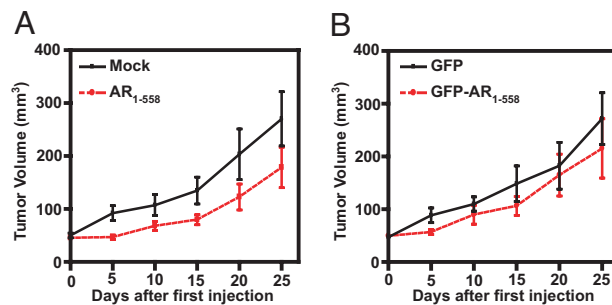 A
Tumor Volume (mm³)
400
300
200
100
0
Mock
AR₁₋₅₅₈
0 5 10 15 20 25
Days after first injection
B
Tumor Volume (mm³)
400
300
200
100
0
GFP
GFP-AR₁₋₅₅₈
0 5 10 15 20 25
Days after first injection